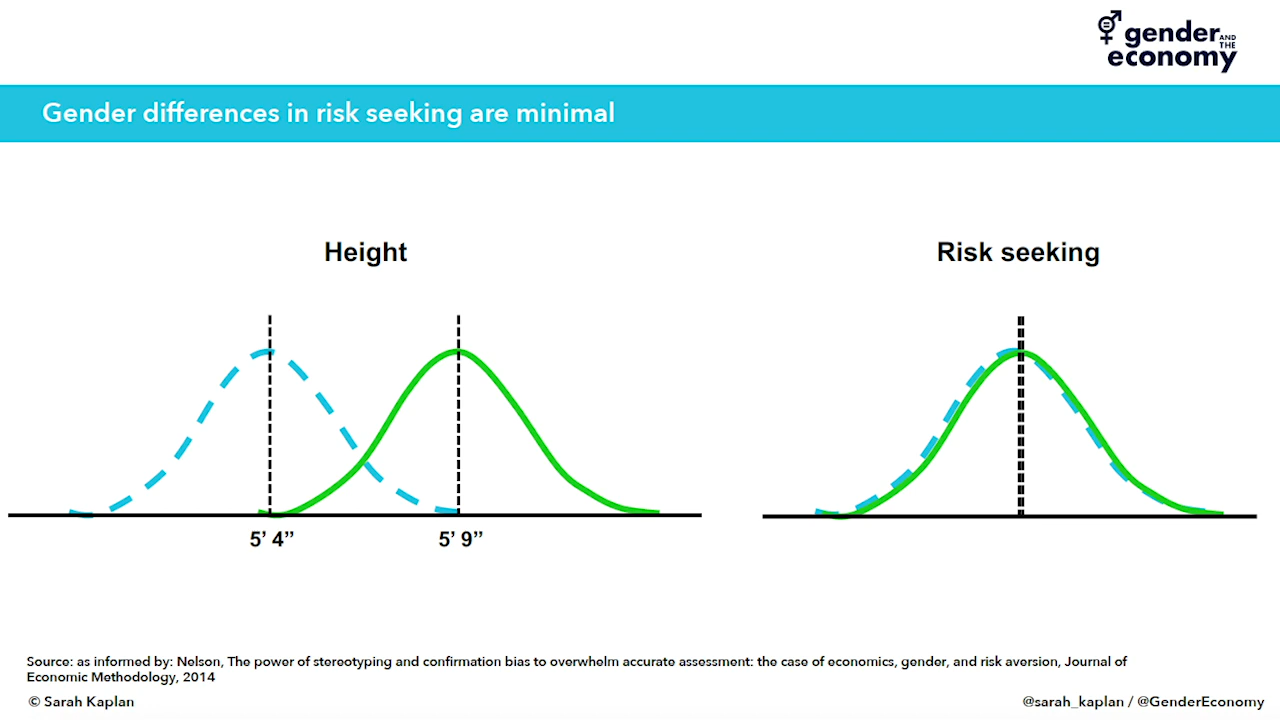 gender AND THE
economy
Gender differences in risk seeking are minimal
Height
Risk seeking
5’ 4”
5’ 9”
Source: as informed by: Nelson, The power of stereotyping and confirmation bias to overwhelm accurate assessment: the case of economics, gender, and risk aversion, Journal of
Economic Methodology, 2014
© Sarah Kaplan
@sarah_kaplan / @GenderEconomy